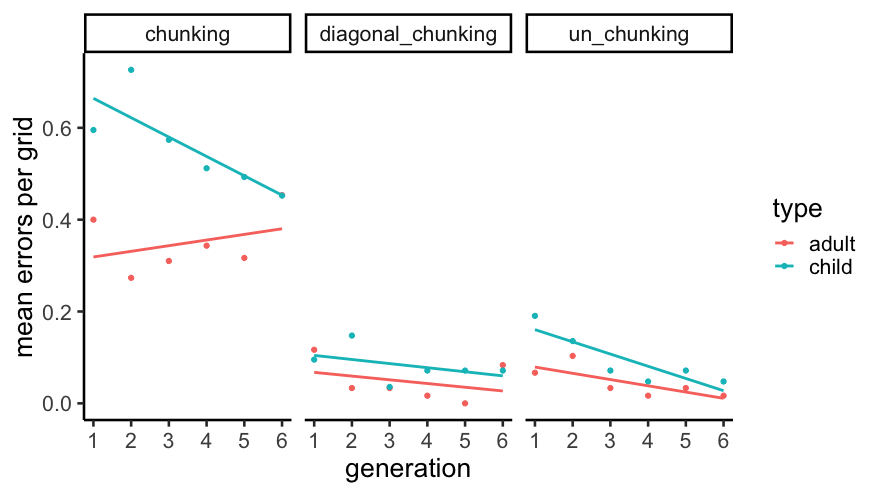 chunking diagonal_chunking un_chunking
mean errors per grid
0.6
0.4
0.2
0.0
1 2 3 4 5 6 1 2 3 4 5 6 1 2 3 4 5 6
generation
type
adult
child